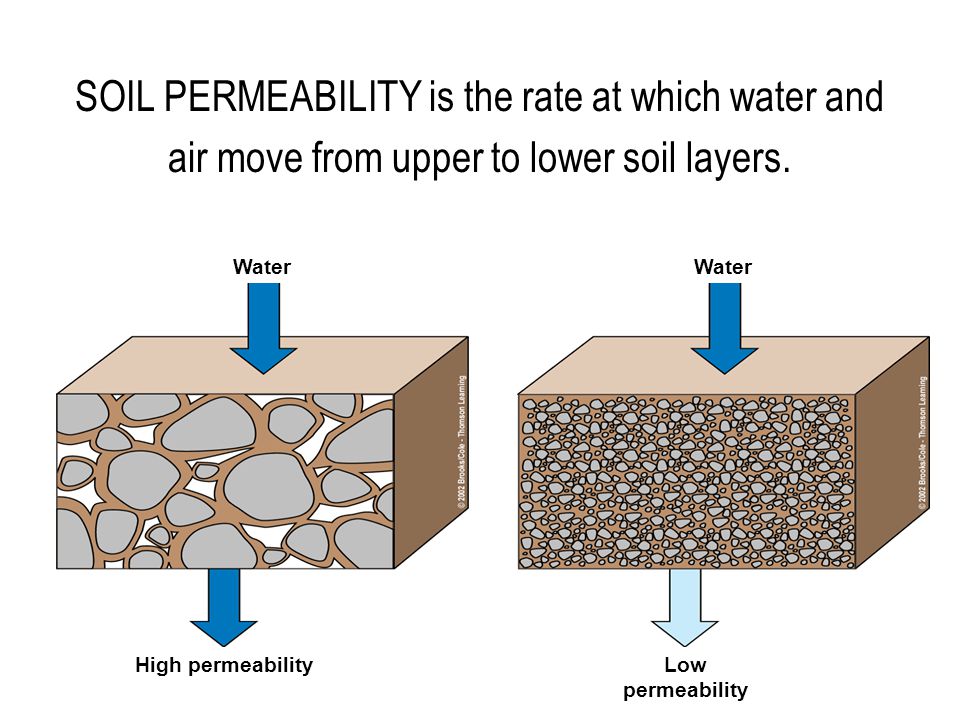 SOIL PERMEABILITY is the rate at which water and
air move from upper to lower soil layers.
Water
Water
© 2002 Brooks/Cole - Thomson Learning
© 2002 Brooks/Cole - Thomson Learning
High permeability
Low
permeability